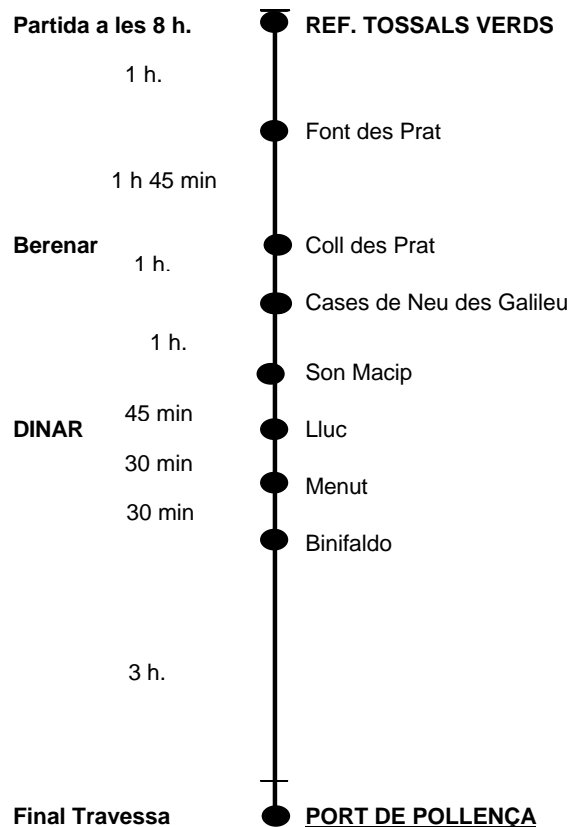 Partida a les 8 h. REF. TOSSALS VERDS
1 h.
Font des Prat
1 h 45 min
Berenar Coll des Prat
1 h.
Cases de Neu des Galileu
1 h.
Son Macip
45 min
DINAR Lluc
30 min
Menut
30 min
Binifaldo
3 h.
Final Travessa PORT DE POLLENÇA